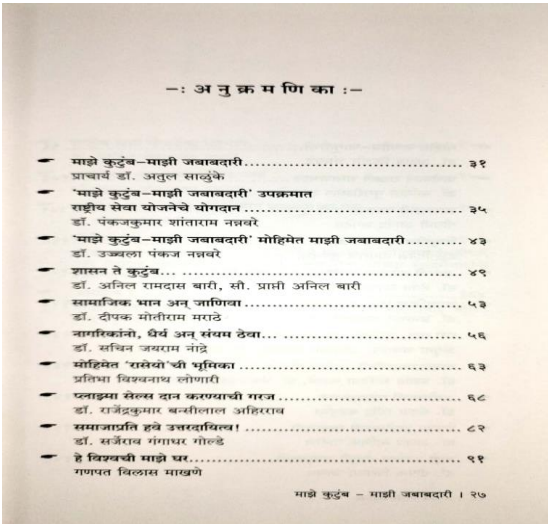 -: अनुक्रमणिका :-
माझे कुटुंब–माझी जबाबदारी.................................................. ३१
प्राचार्य डॉ. अतुल साळुंके
'माझे कुटुंब–माझी जबाबदारी' उपक्रमात
राष्ट्रीय सेवा योजनेचे योगदान.................................................. ३५
डॉ. पंकजकुमार शांताराम नन्नवरे
'माझे कुटुंब–माझी जबाबदारी' मोहिमेत माझी जबाबदारी............. ४३
डॉ. उज्ज्वला पंकज नन्नवरे
शासन ते कुटुंब... .................................................. ४९
डॉ. अनिल रामदास बारी, सौ. प्राप्ती अनिल बारी
सामाजिक भान अन् जाणिवा.................................................. ५३
डॉ. दीपक मोतीराम मराठे
नागरिकांनो, धैर्य अन् संयम ठेवा... ............................................ ५६
डॉ. सचिन जयराम नांद्रे
मोहिमेत 'रासेयो'ची भूमिका .................................................. ६३
प्रतिभा विश्वनाथ लोणारी
प्लाझ्मा सेल्स दान करण्याची गरज ............................................ ६८
डॉ. राजेंद्रकुमार बन्सीलाल अहिरराव
समाजाप्रति हवे उत्तरदायित्व! .................................................. ८२
डॉ. सर्जेराव गंगाधर गोल्डे
हे विश्वची माझे घर.................................................. ९१
गणपत विलास माखणे
माझे कुटुंब – माझी जबाबदारी । २७